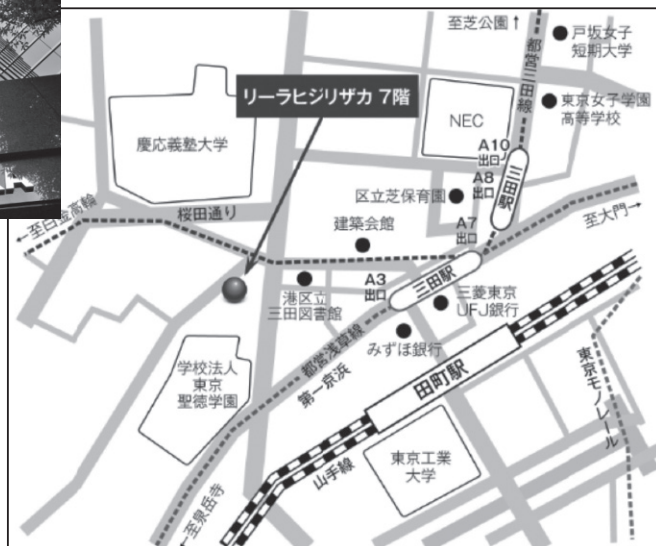 至芝公園↑
戸坂女子
短期大学
都営三田線
リーラヒジリザカ 7階
NEC
東京女子学園
高等学校
慶応義塾大学
A10
出口
A8
出口
三田駅
区立芝保育園
桜田通り
←至白金高輪
建築会館
A7
出口
至大門→
A3
出口
三田駅
港区立
三田図書館
三菱東京
UFJ銀行
みずほ銀行
都営浅草線
第一京浜
田町駅
学校法人
東京
聖徳学園
東京モノレール
山手線
東京工業
大学
←至泉岳寺